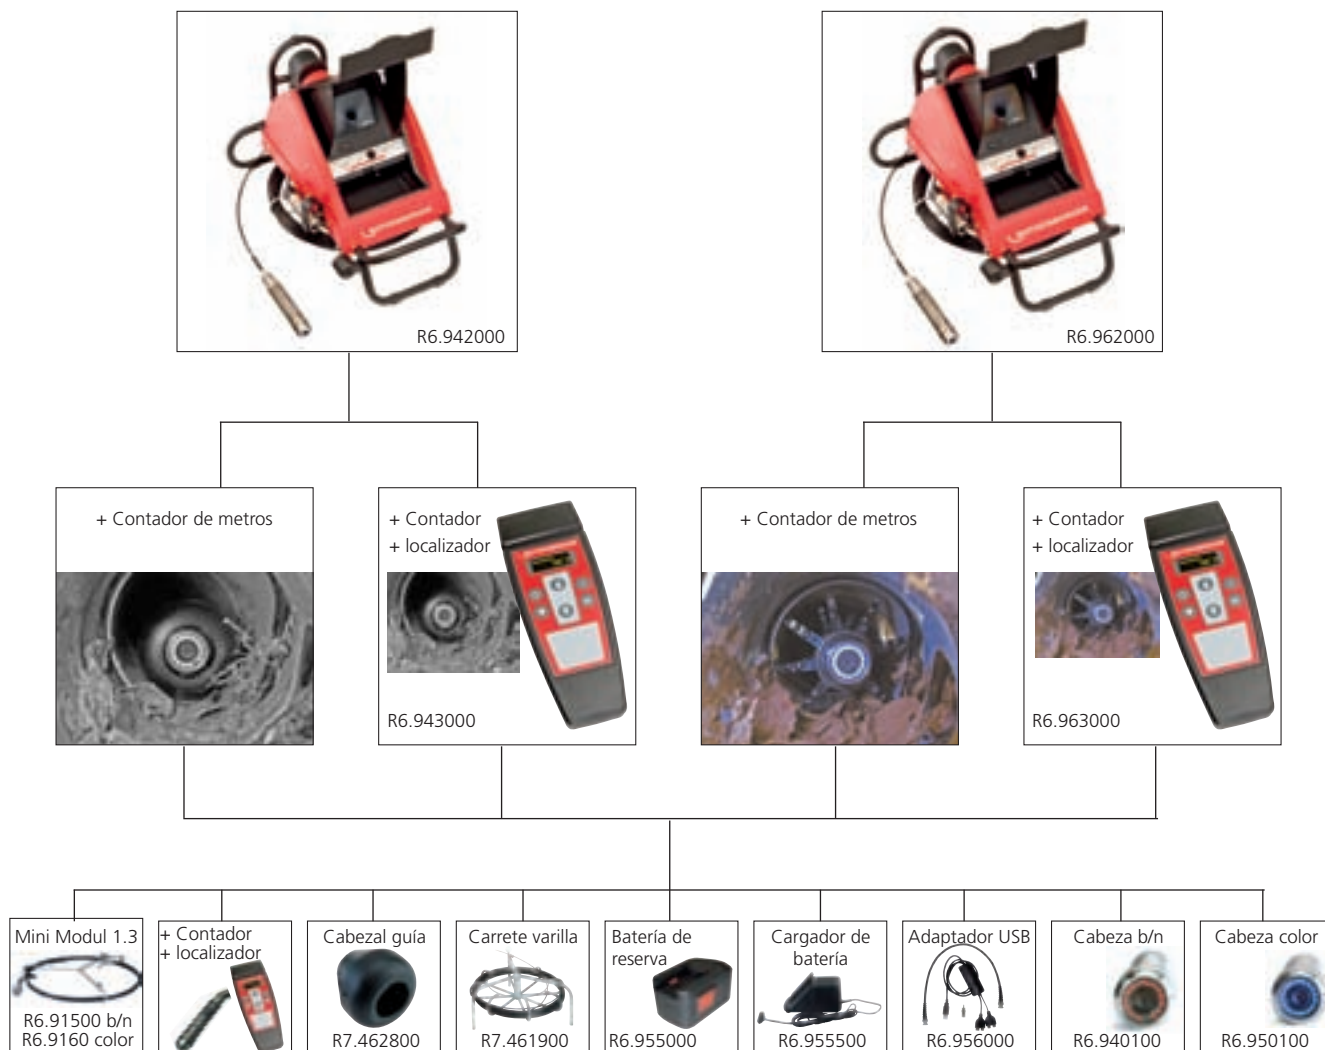 R6.942000
R6.962000
+ Contador de metros
+ Contador
+ localizador
R6.943000
+ Contador de metros
+ Contador
+ localizador
R6.963000
Mini Modul 1.3
R6.91500 b/n
R6.9160 color
+ Contador
+ localizador
Cabezal guía
R7.462800
Carrete varilla
R7.461900
Batería de
reserva
R6.955000
Cargador de
batería
R6.955500
Adaptador USB
R6.956000
Cabeza b/n
R6.940100
Cabeza color
R6.950100